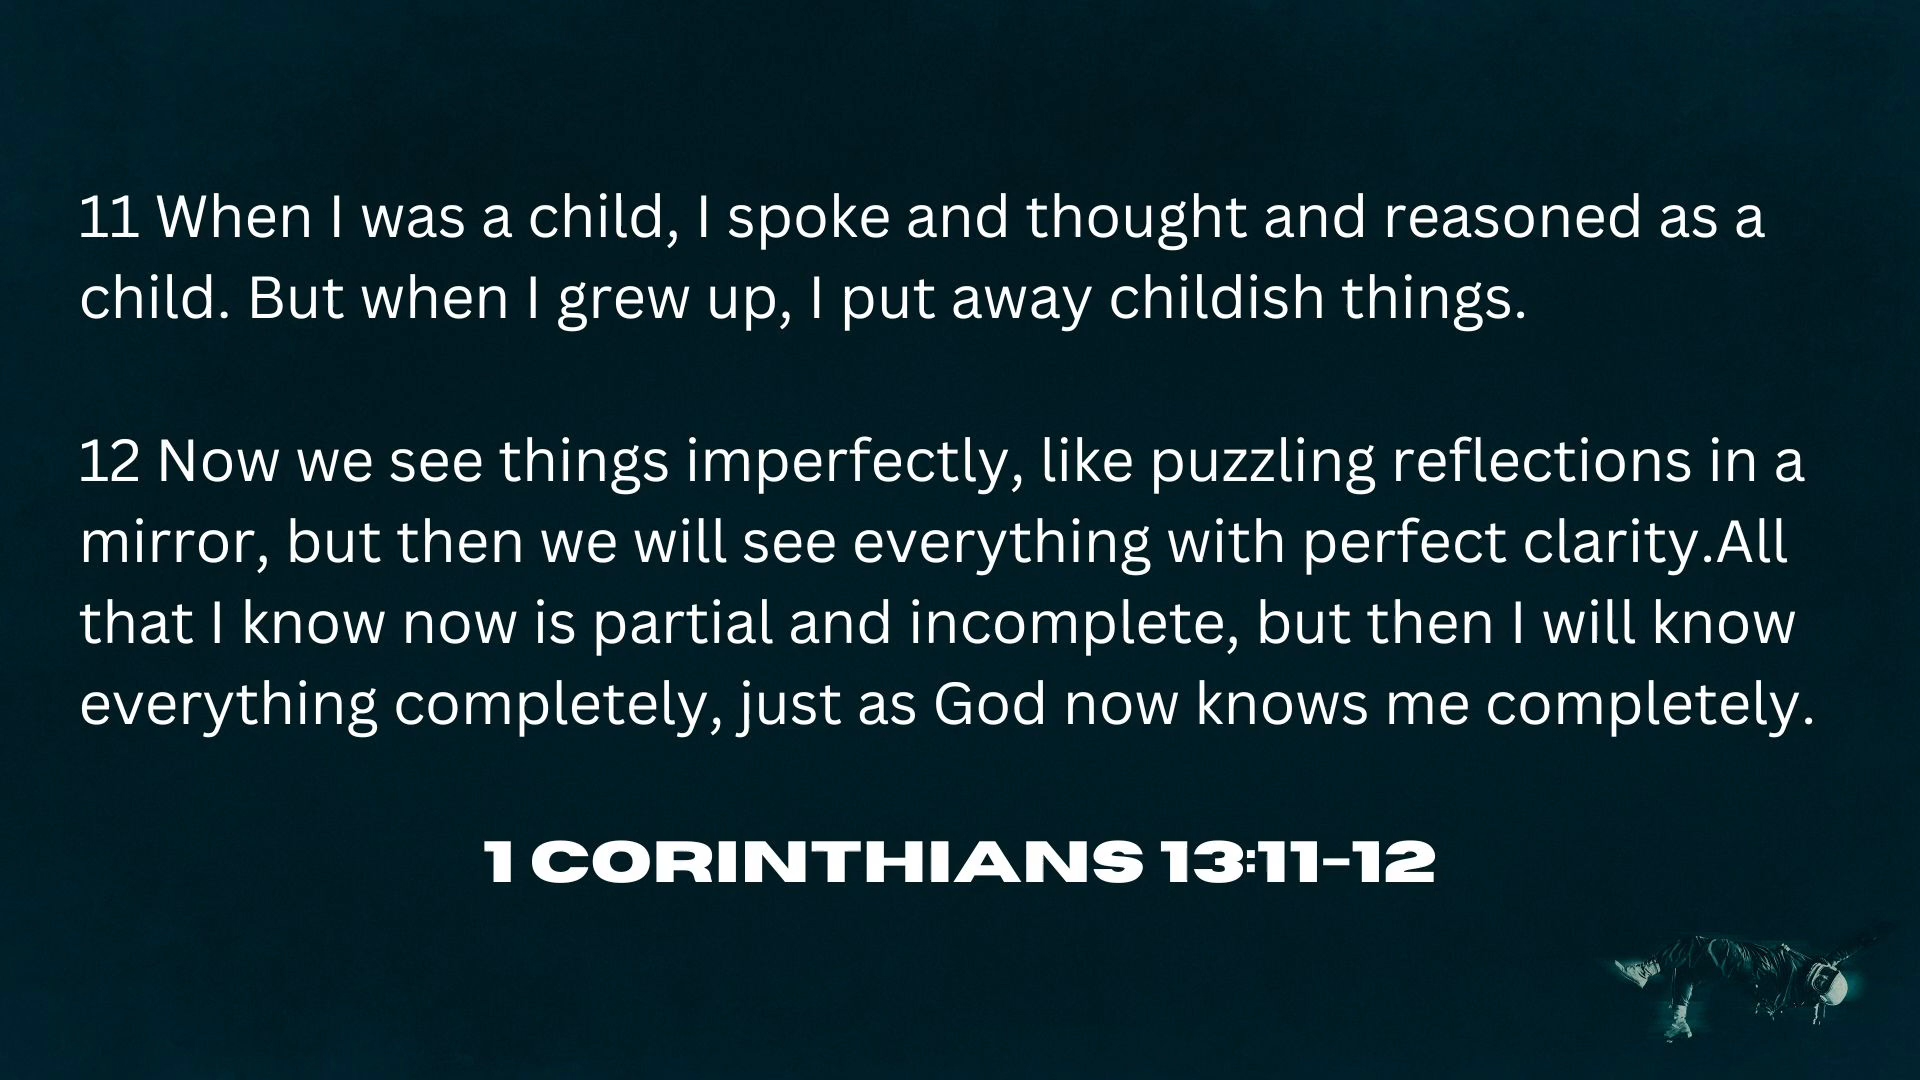 11 When I was a child, I spoke and thought and reasoned as a
child. But when I grew up, I put away childish things.
12 Now we see things imperfectly, like puzzling reflections in a
mirror, but then we will see everything with perfect clarity.All
that I know now is partial and incomplete, but then I will know
everything completely, just as God now knows me completely.
1 CORINTHIANS 13:11-12